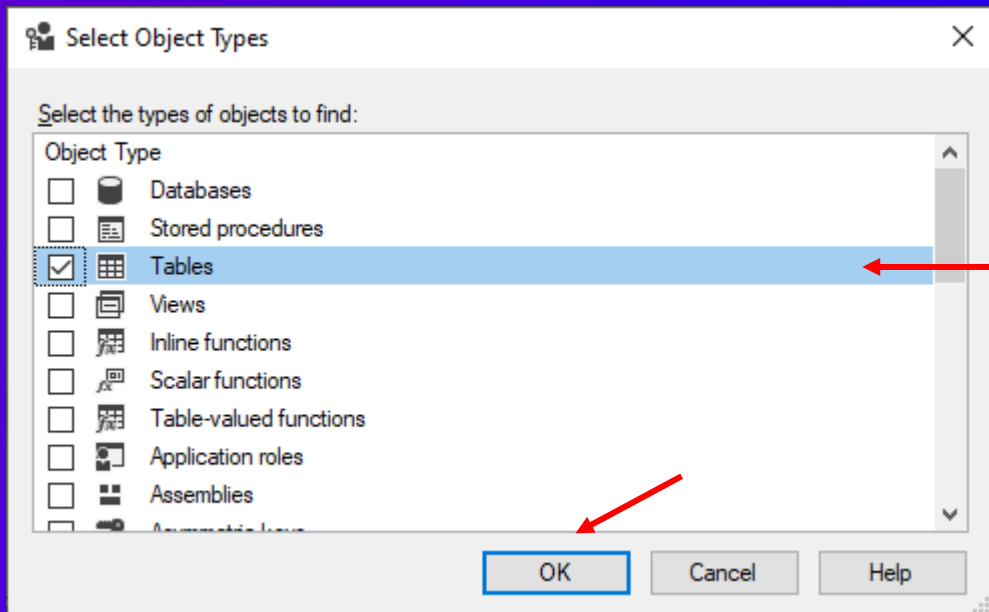 Select Object Types
Select the types of objects to find:
Object Type
Databases
Stored procedures
Tables
Views
Inline functions
Scalar functions
Table-valued functions
Application roles
Assemblies
OK Cancel Help